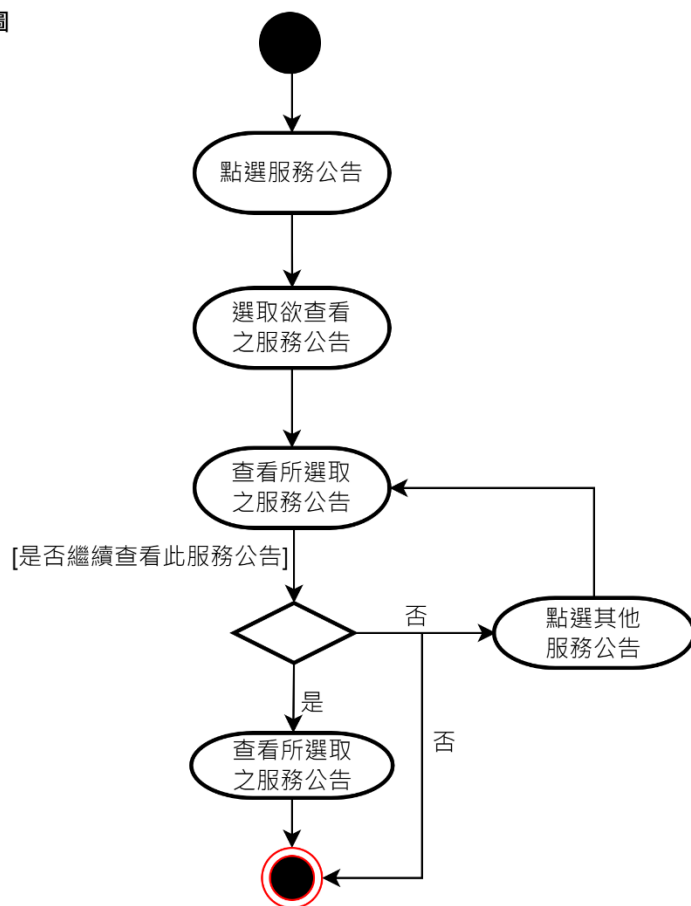 圖
點選服務公告
選取欲查看
之服務公告
查看所選取
之服務公告
[是否繼續查看此服務公告]
否
點選其他
服務公告
是
否
查看所選取
之服務公告